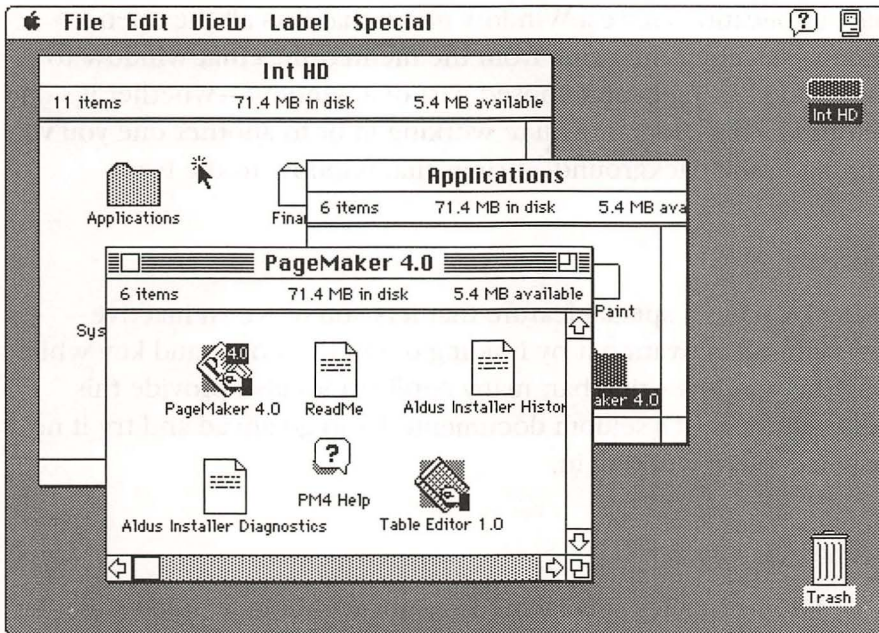 File Edit View Label Special
Int HD
11 items 71.4 MB in disk 5.4 MB available
Int HD
Applications
Applications
6 items 71.4 MB in disk 5.4 MB ava
Finan
PageMaker 4.0
6 items 71.4 MB in disk 5.4 MB available
Sys
Paint
4.0
PageMaker 4.0 ReadMe Aldus Installer Histor
aker 4.0
?
PM4 Help
Aldus Installer Diagnostics Table Editor 1.0
Trash